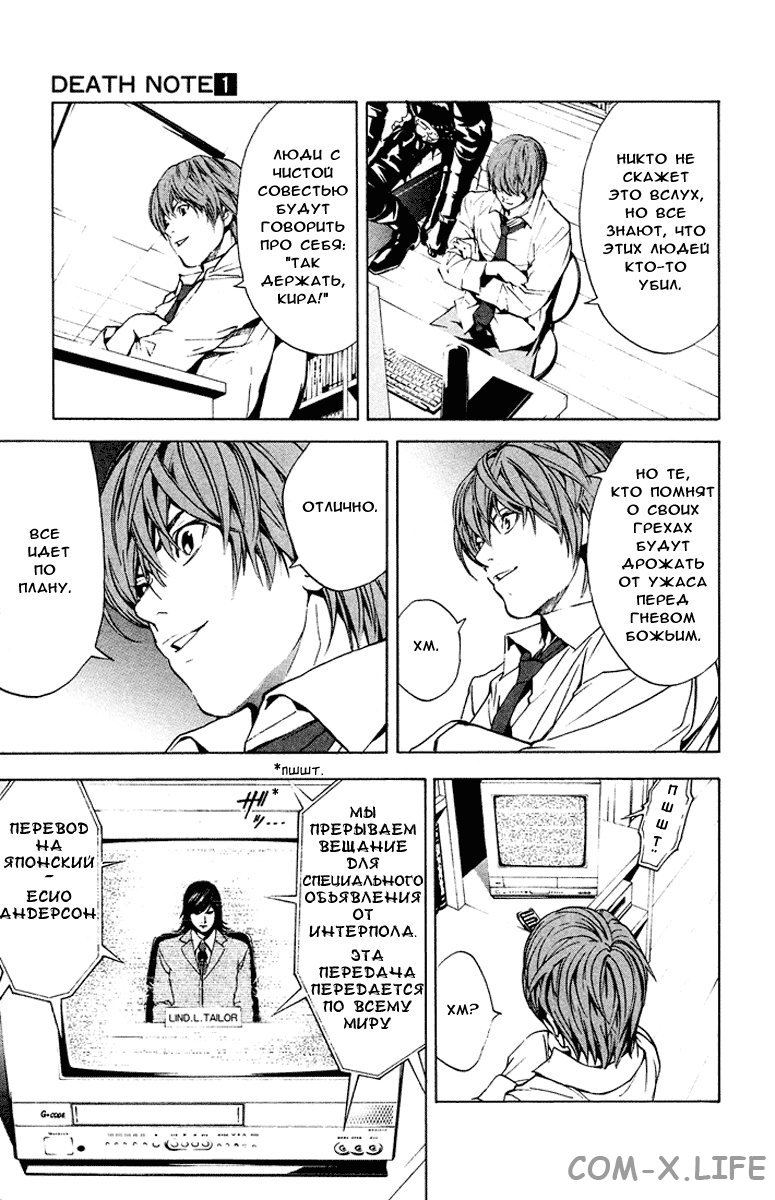 DEATH NOTE 1
НИКТО НЕ
СКАЖЕТ
ЭТО ВСЛУХ,
НО ВСЕ
ЗНАЮТ, ЧТО
ЭТИХ ЛЮДЕЙ
КТО-ТО
УБИЛ.
ЛЮДИ С
ЧИСТОЙ
СОВЕСТЬЮ
БУДУТ
ГОВОРИТЬ
ПРО СЕБЯ:
"ТАК
ДЕРЖАТЬ,
КИРА!"
НО ТЕ,
КТО ПОМНЯТ
О СВОИХ
ГРЕХАХ
БУДУТ
ДРОЖАТЬ
ОТ УЖАСА
ПЕРЕД
ГНЕВОМ
БОЖЬИМ.
ХМ.
ОТЛИЧНО.
ВСЕ
ИДЕТ
ПО
ПЛАНУ.
ПШШТ..
ХМ?
*ПШШТ.
*
МЫ
ПРЕРЫВАЕМ
ВЕЩАНИЕ
ДЛЯ
СПЕЦИАЛЬНОГО
ОБЪЯВЛЕНИЯ
ОТ
ИНТЕРПОЛА.
ЭТА
ПЕРЕДАЧА
ПЕРЕДАЕТСЯ
ПО ВСЕМУ
МИРУ
ПЕРЕВОД
НА
ЯПОНСКИЙ
-
ЕСИО
АНДЕРСОН.
LIND.L.TAILOR
G+CODE
COM-X.LIFE